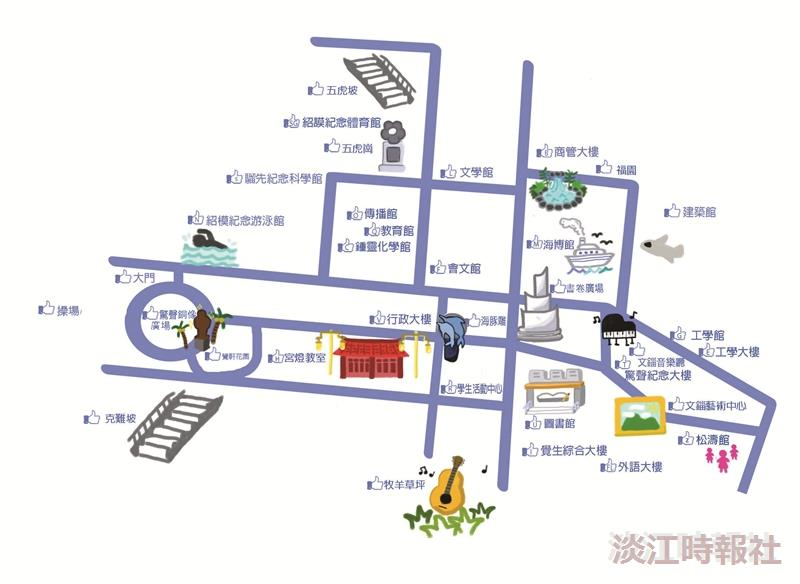 五虎坡
紹謨紀念體育館
五虎崗
騮先紀念科學館
文學館
商管大樓
福園
傳播館
教育館
鍾靈化學館
紹模紀念游泳館
建築館
海博館
會文館
大門
書卷廣場
操場
驚聲銅像
廣場
行政大樓
海豚雕
工學館
工學大樓
覺軒花園
宮燈教室
文錙音樂廳
驚聲紀念大樓
學生活動中心
克難坡
圖書館
文錙藝術中心
覺生綜合大樓
松濤館
外語大樓
牧羊草坪
淡江時報社